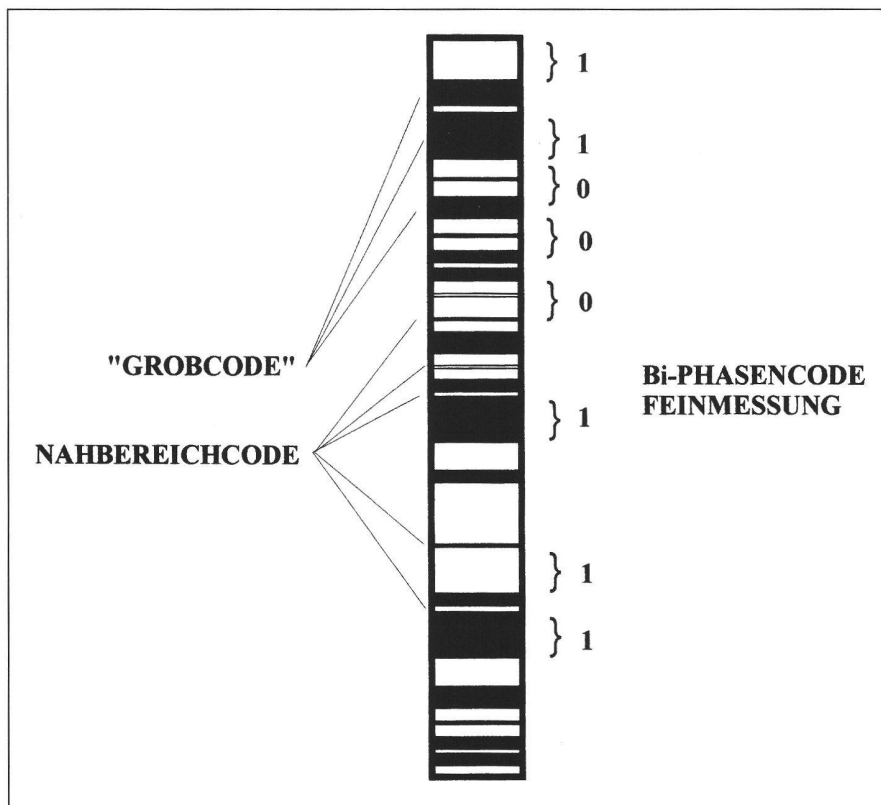 } 1
} 1
} 0
} 0
} 0
"GROBCODE"
Bi-PHASENCODE
FEINMESSUNG
} 1
NAHBEREICHCODE
} 1
} 1